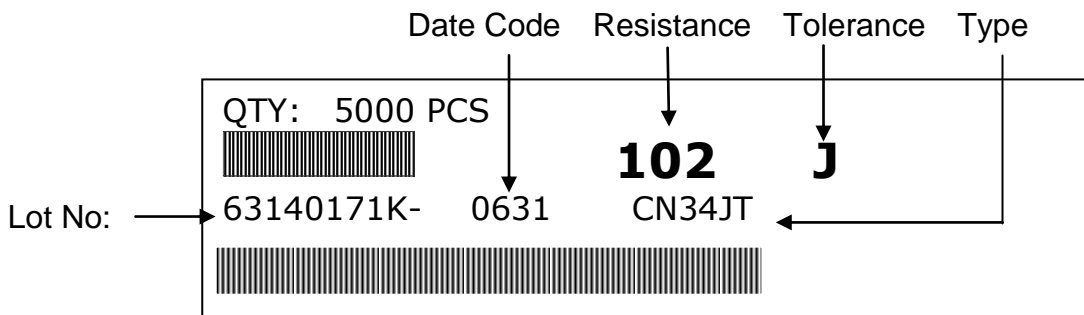 Date Code Resistance Tolerance Type
QTY: 5000 PCS
102 J
Lot No: 63140171K- 0631 CN34JT